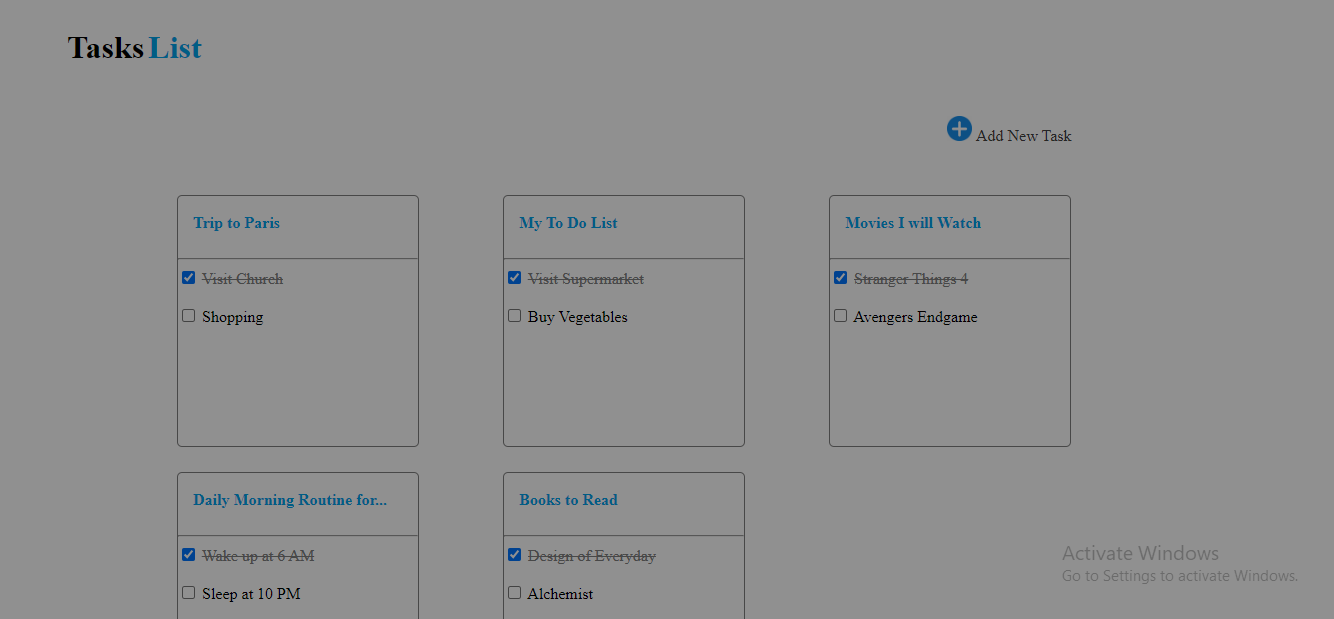 Tasks List
Add New Task
Trip to Paris
Visit Church
Shopping
My To Do List
Visit Supermarket
Buy Vegetables
Movies I will Watch
Stranger Things 4
Avengers Endgame
Daily Morning Routine for...
Wake up at 6 AM
Sleep at 10 PM
Books to Read
Design of Everyday
Alchemist
Activate Windows
Go to Settings to activate Windows.